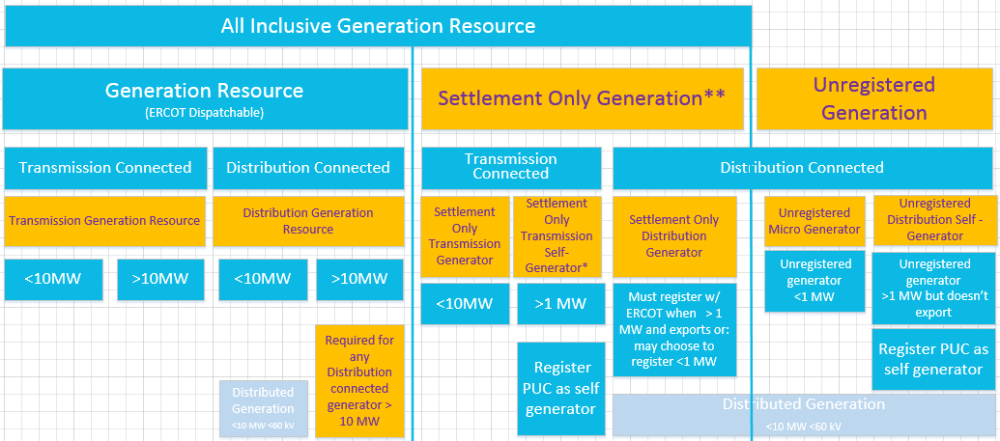 All Inclusive Generation Resource
Generation Resource
(ERCOT Dispatchable)
Settlement Only Generation**
Unregistered
Generation
Transmission Connected
Distribution Connected
Transmission
Connected
Distribution Connected
Transmission Generation Resource
Distribution Generation
Resource
Settlement
Only
Transmission
Generator
Settlement
Only
Transmission
Self-
Generator*
Settlement Only
Distribution
Generator
Unregistered
Micro Generator
Unregistered
Distribution Self -
Generator
<10MW
>10MW
<10MW
>10MW
<10MW
>1 MW
Must register w/
ERCOT when > 1
MW and exports or:
may choose to
register <1 MW
Unregistered
generator
<1 MW
Unregistered
generator
>1 MW but doesn't
export
Required for
any
Distribution
connected
generator >
10 MW
Register
PUC as self
generator
Register PUC as
self generator
Distributed
Generation
<10 MW <60 kV
Distributed Generation
<10 MW <60 kV